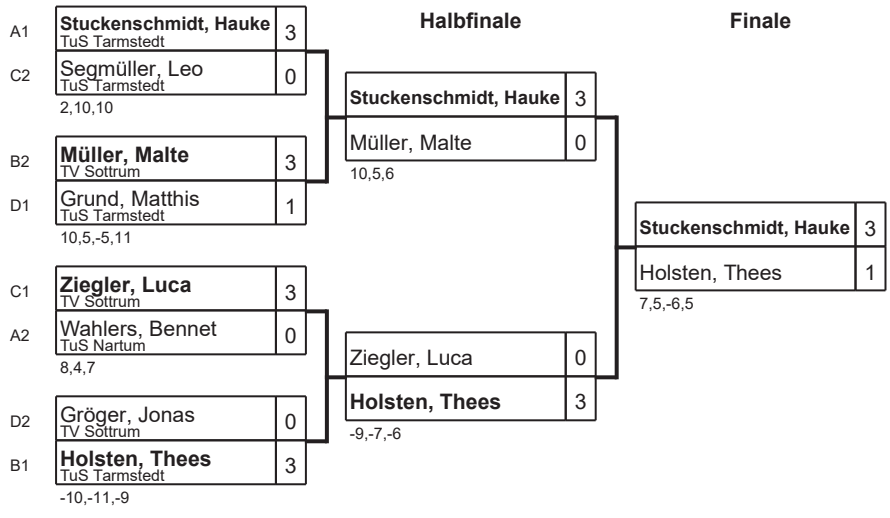 Halbfinale
Finale
A1 Stuckenschmidt, Hauke 3
TuS Tarmstedt
C2 Segmüller, Leo 0
TuS Tarmstedt
2,10,10
B2 Müller, Malte 3
TV Sottrum
D1 Grund, Matthis 1
TuS Tarmstedt
10,5,-5,11
C1 Ziegler, Luca 3
TV Sottrum
A2 Wahlers, Bennet 0
TuS Nartum
8,4,7
D2 Gröger, Jonas 0
TV Sottrum
B1 Holsten, Thees 3
TuS Tarmstedt
-10,-11,-9
Stuckenschmidt, Hauke 3
Müller, Malte 0
10,5,6
Ziegler, Luca 0
Holsten, Thees 3
-9,-7,-6
Stuckenschmidt, Hauke 3
Holsten, Thees 1
7,5,-6,5